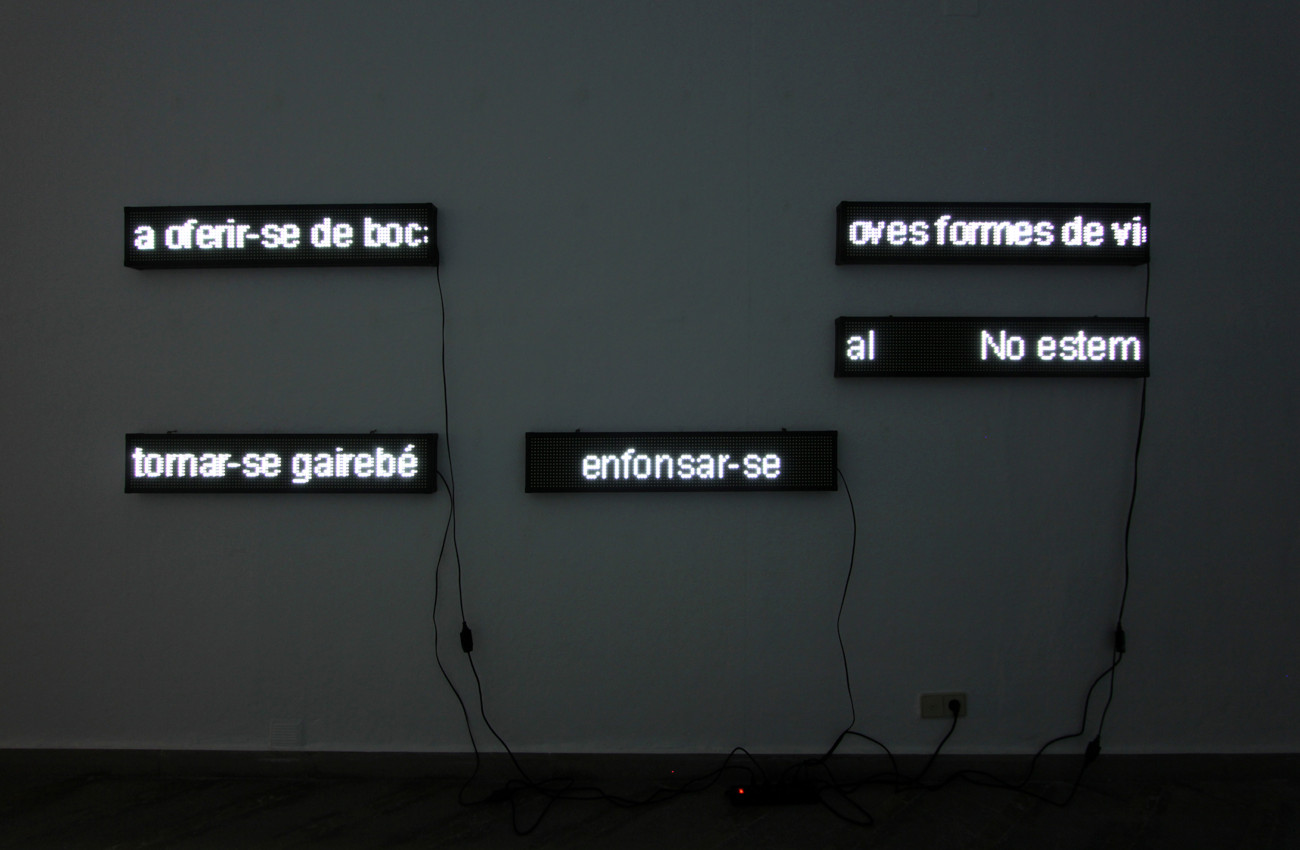 a oferir-se de boc
oves formes de vi
al No estem
tornar-se gairebé
enfonsar-se